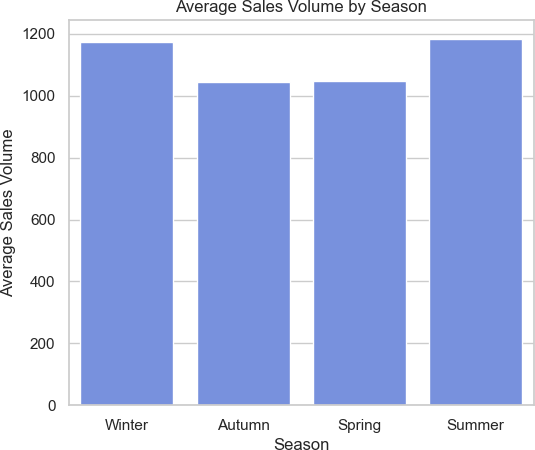 Average Sales Volume by Season
1200
1000
800
600
400
200
0
Average Sales Volume
Winter Autumn Spring Summer
Season